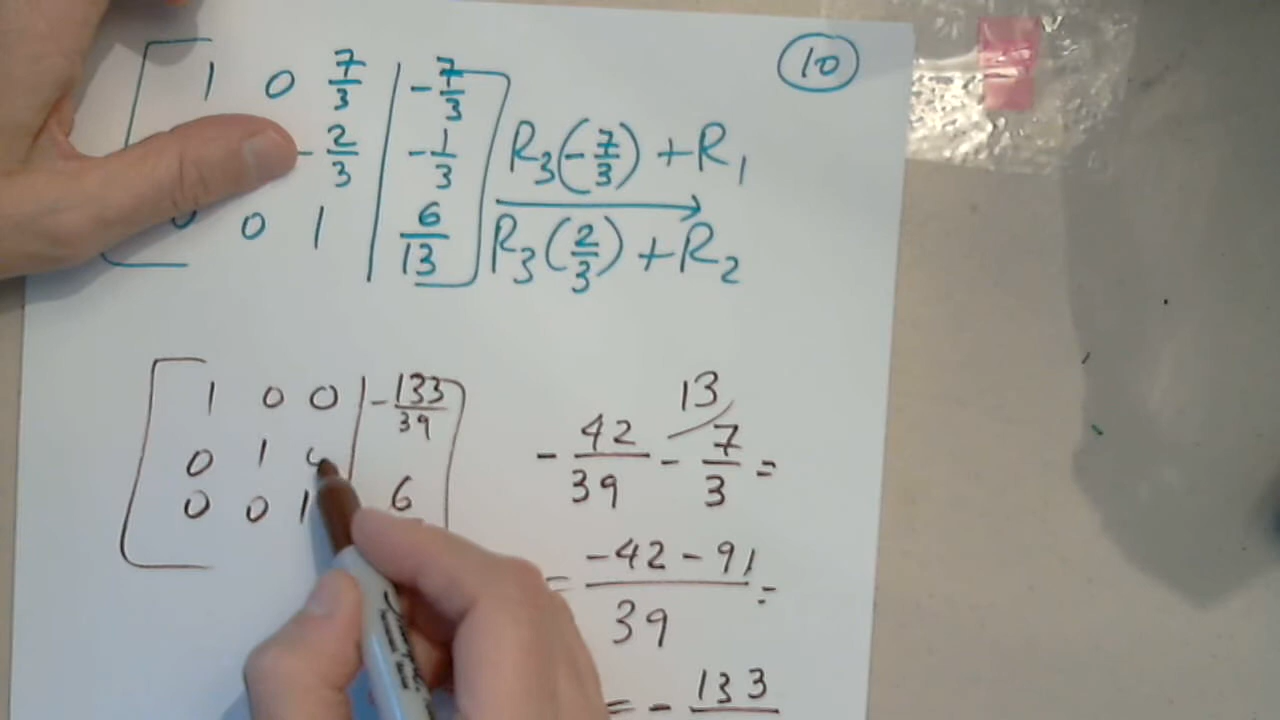 10
1 0 7/3 | -7/3
- 2/3 | -1/3
0 0 1 | 6/13
R3(-7/3) + R1
R3(2/3) + R2
1 0 0 | -133/39
0 1
0 0 1 6
- 42/39 - 7/3 =
13
= -42 - 91 / 39 =
= - 133